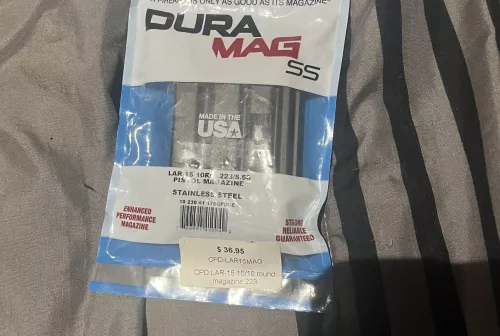 IS ONLY AS GOOD AS ITS MAGAZINE"
DURA
MAG
SS
MADE IN THE
USA
LAR-15 10RD .223/5.56
PISTOL MAGAZINE
STAINLESS STEEL
ENHANCED
PERFORMANCE
MAGAZINE
STRONG
RELIABLE
GUARANTEED
$ 36.95
CPD-LAR15MAG
CPD LAR-15 10/10 round
magazine .223